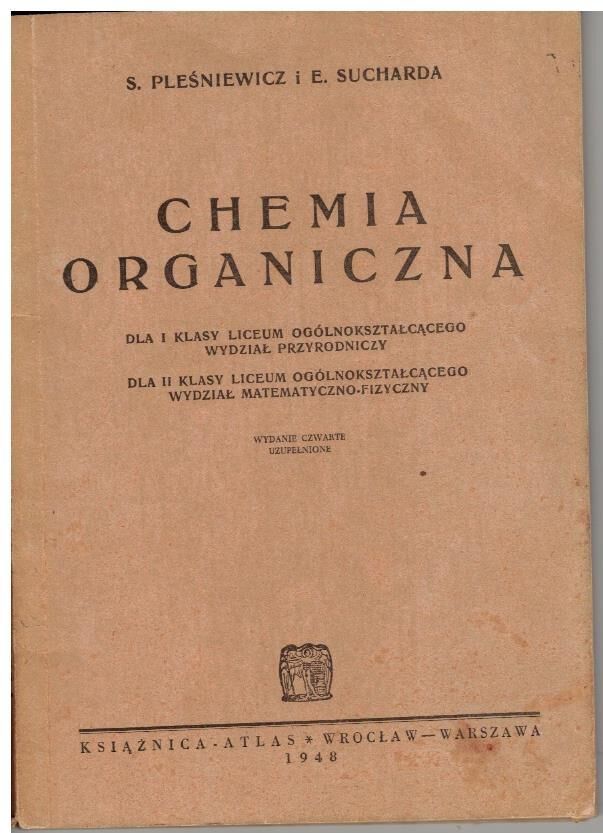 S. PLEŚNIEWICZ i E. SUCHARDA
CHEMIA
ORGANICZNA
DLA I KLASY LICEUM OGÓLNOKSZTAŁCĄCEGO
WYDZIAŁ PRZYRODNICZY
DLA II KLASY LICEUM OGÓLNOKSZTAŁCĄCEGO
WYDZIAŁ MATEMATYCZNO-FIZYCZNY
WYDANIE CZWARTE
UZUPEŁNIONE
KSIĄŻNICA - ATLAS * WROCŁAW — WARSZAWA
1948